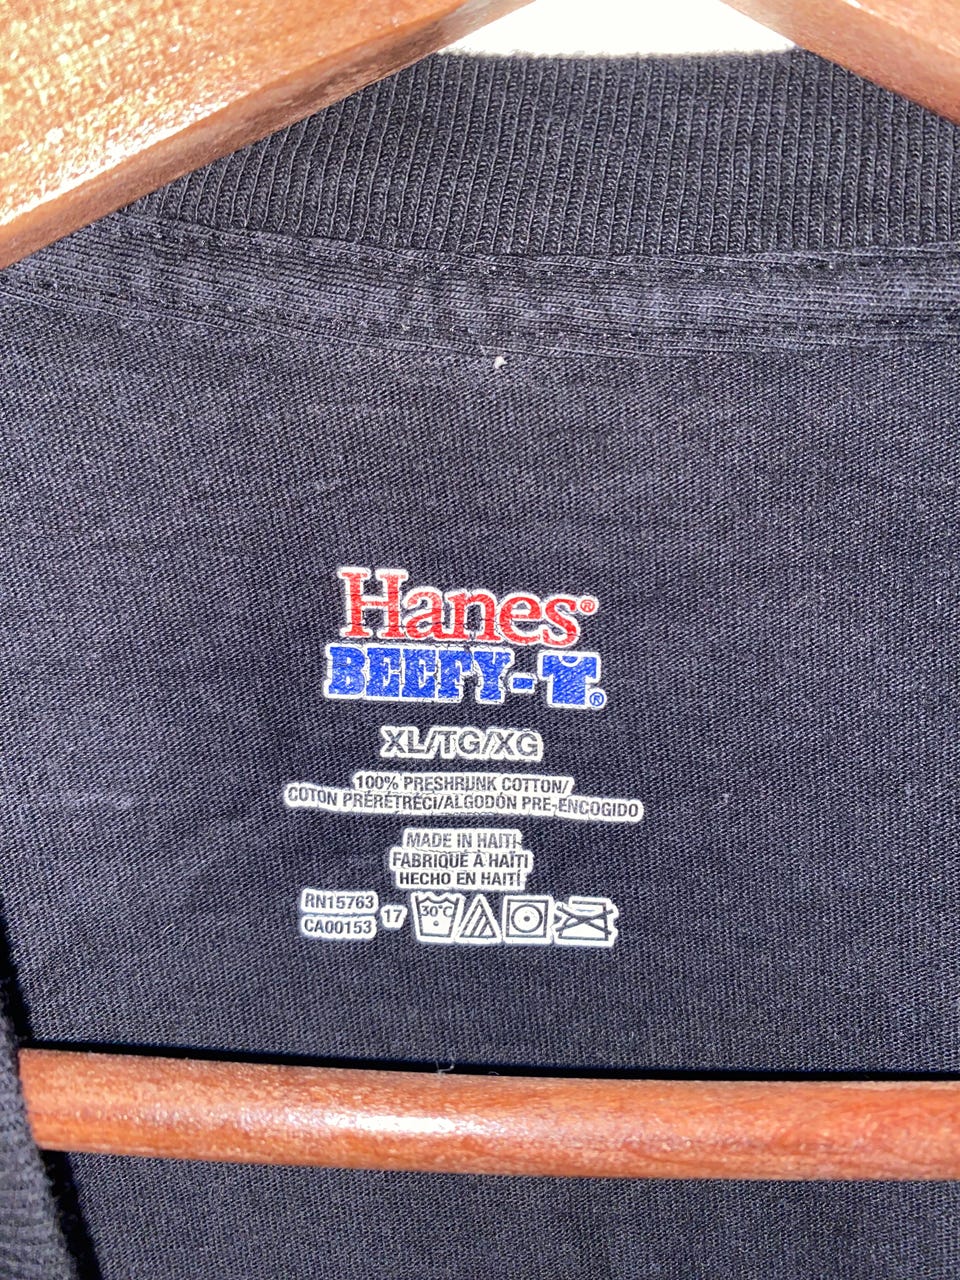 Hanes®
BEEFY-T®
XL/TG/XG
100% PRESHRUNK COTTON/
COTON PRÉRÉTRÉCI/ALGODÓN PRE-ENCOGIDO
MADE IN HAITI
FABRIQUÉ À HAÏTI
HECHO EN HAITÍ
RN15763
CA00153 17 30°C